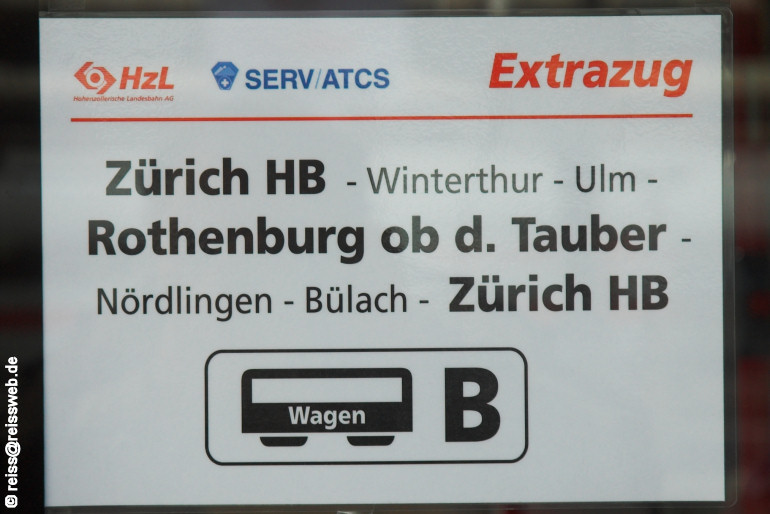 HzL
Hohenzollerische Landesbahn AG
SERV/ATCS
Extrazug
Zürich HB - Winterthur - Ulm -
Rothenburg ob d. Tauber -
Nördlingen - Bülach - Zürich HB
Wagen
B
© reiss@reissweb.de